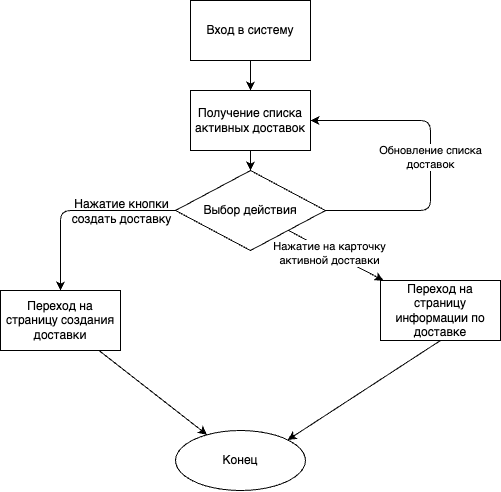 Вход в систему
Получение списка
активных доставок
Обновление списка
доставок
Нажатие кнопки
создать доставку
Выбор действия
Нажатие на карточку
активной доставки
Переход на
страницу создания
доставки
Переход на
страницу
информации по
доставке
Конец